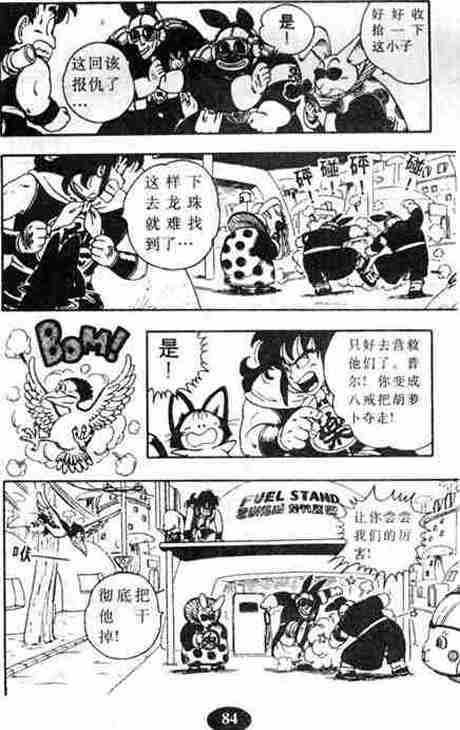 好好收
抬一下
这小子
是！
这回该
报仇了
…
砰！碰！砰！碰！
这样下
去龙珠
就难找
到了…
只好去营救
他们了。普
尔！你变成
八戒把胡萝
卜夺走！
是！
BOM!
让你会会
我们的厉
害！
FUEL STAND
彻底把
他干
掉！
84